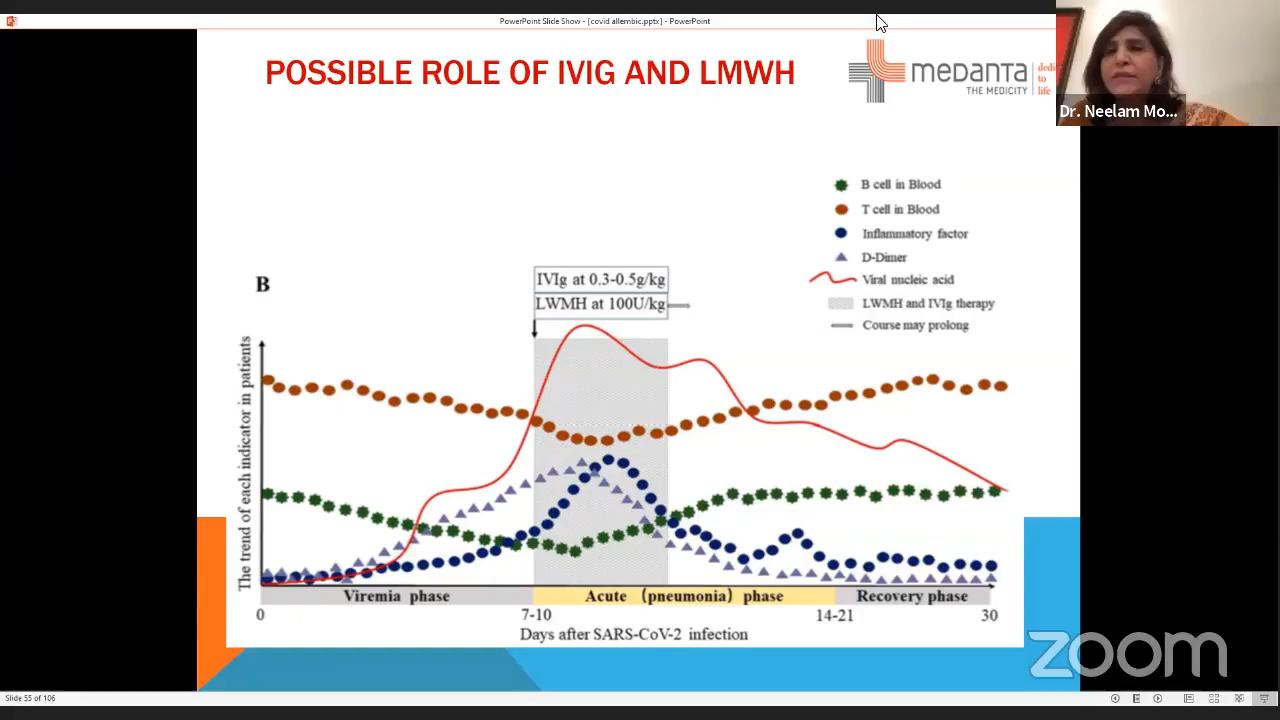 PowerPoint Slide Show - [covid allembic.pptx] - PowerPoint
POSSIBLE ROLE OF IVIG AND LMWH
medanta
THE MEDICITY
to
life
Dr. Neelam Mo...
B cell in Blood
T cell in Blood
Inflammatory factor
D-Dimer
Viral nucleic acid
LWMH and IVIg therapy
Course may prolong
B
IVIg at 0.3-0.5g/kg
LWMH at 100U/kg
The trend of each indicator in patients
Viremia phase
Acute (pneumonia) phase
Recovery phase
0
7-10
14-21
30
Days after SARS-CoV-2 infection
zoom
Slide 55 of 106